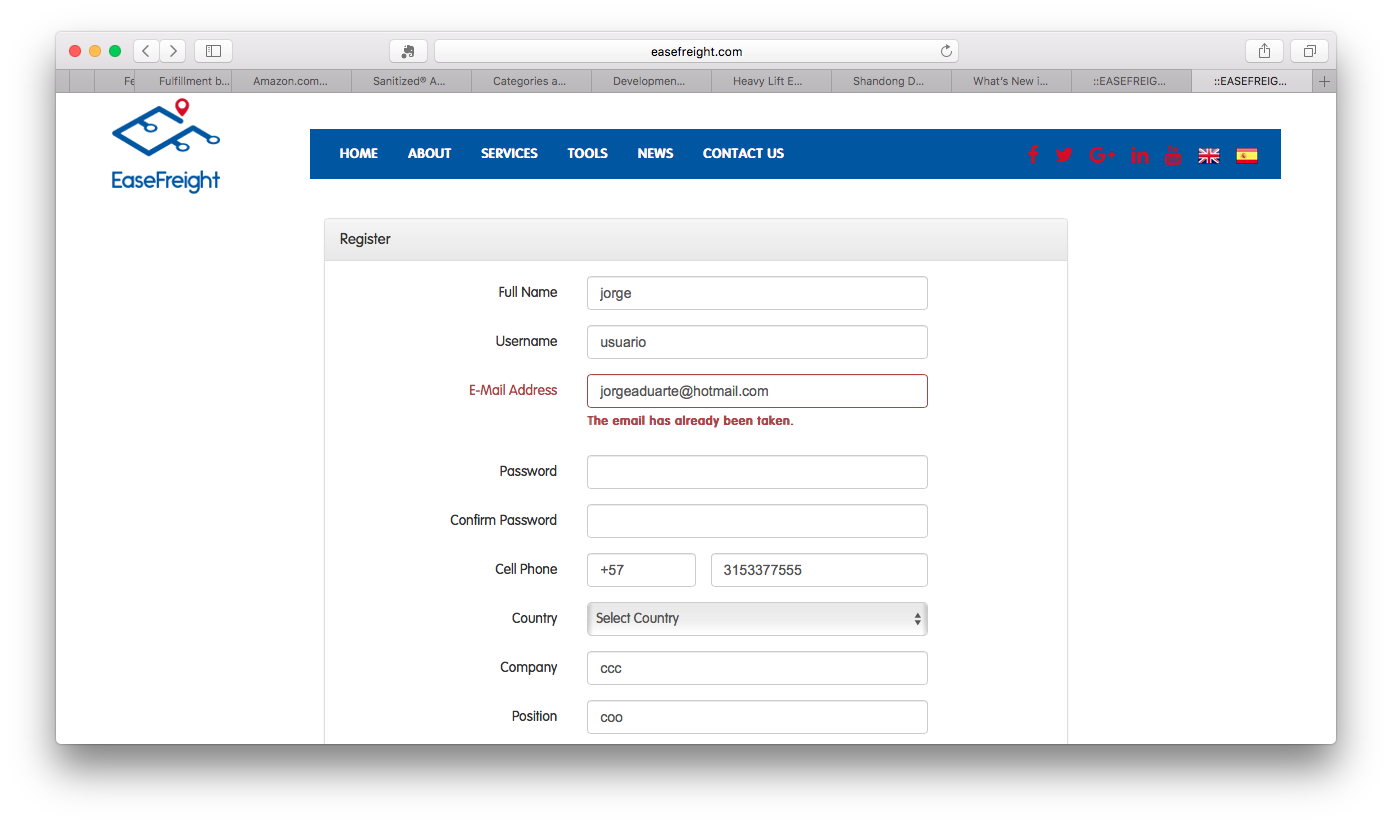 easefreight.com
Fe Fulfillment b... Amazon.com... Sanitized® A... Categories a... Developmen... Heavy Lift E... Shandong D... What's New i... ::EASEFREIG... ::EASEFREIG...
EaseFreight
HOME ABOUT SERVICES TOOLS NEWS CONTACT US
Register
Full Name jorge
Username usuario
E-Mail Address jorgeaduarte@hotmail.com
The email has already been taken.
Password
Confirm Password
Cell Phone +57 3153377555
Country Select Country
Company ccc
Position coo